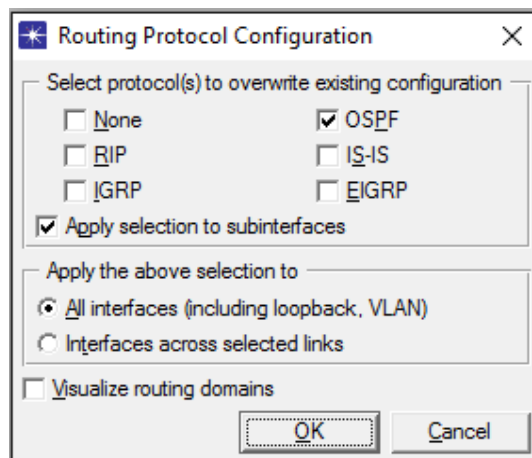 Routing Protocol Configuration
Select protocol(s) to overwrite existing configuration
None
OSPF
RIP
IS-IS
IGRP
EIGRP
Apply selection to subinterfaces
Apply the above selection to
All interfaces (including loopback, VLAN)
Interfaces across selected links
Visualize routing domains
OK
Cancel